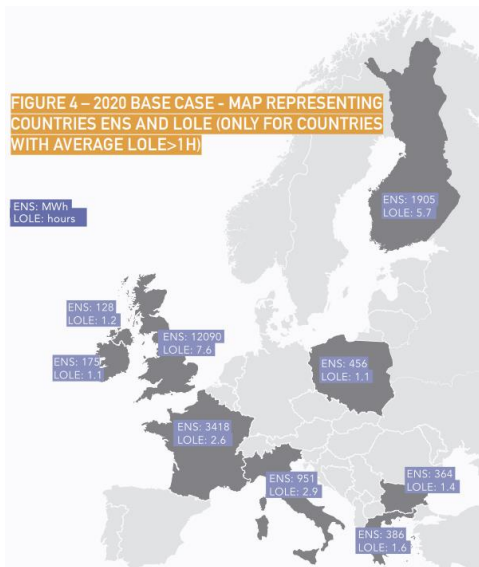 FIGURE 4 – 2020 BASE CASE - MAP REPRESENTING
COUNTRIES ENS AND LOLE (ONLY FOR COUNTRIES
WITH AVERAGE LOLE>1H)
ENS: MWh
LOLE: hours
ENS: 1905
LOLE: 5.7
ENS: 128
LOLE: 1.2
ENS: 12090
LOLE: 7.6
ENS: 175
LOLE: 1.1
ENS: 456
LOLE: 1.1
ENS: 3418
LOLE: 2.6
ENS: 951
LOLE: 2.9
ENS: 364
LOLE: 1.4
ENS: 386
LOLE: 1.6